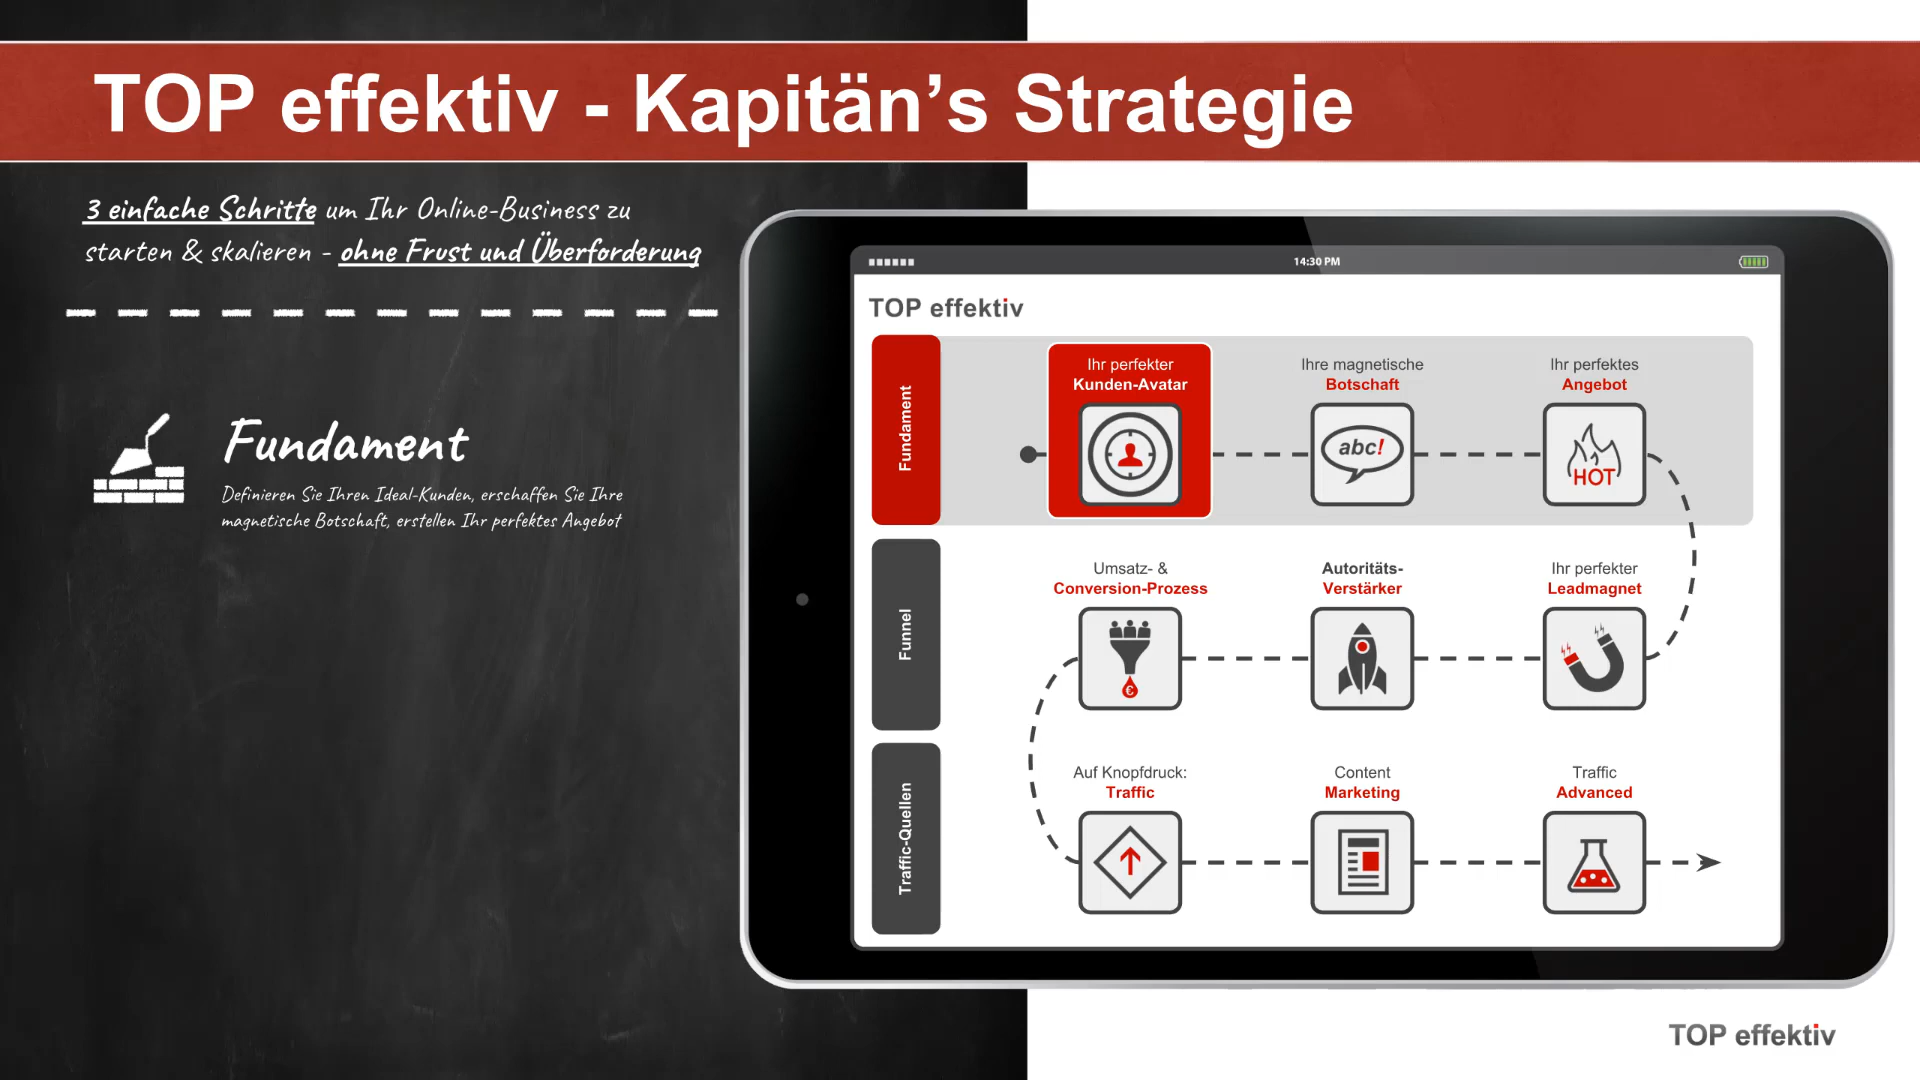 TOP effektiv - Kapitän’s Strategie
3 einfache Schritte um Ihr Online-Business zu
starten & skalieren - ohne Frust und Überforderung
Fundament
Definieren Sie Ihren Ideal-Kunden, erschaffen Sie Ihre
magnetische Botschaft, erstellen Ihr perfektes Angebot
14:30 PM
TOP effektiv
Fundament
Ihr perfekter
Kunden-Avatar
Ihre magnetische
Botschaft
abc!
Ihr perfektes
Angebot
HOT
Funnel
Umsatz- &
Conversion-Prozess
€
Autoritäts-
Verstärker
Ihr perfekter
Leadmagnet
Traffic-Quellen
Auf Knopfdruck:
Traffic
Content
Marketing
Traffic
Advanced
TOP effektiv